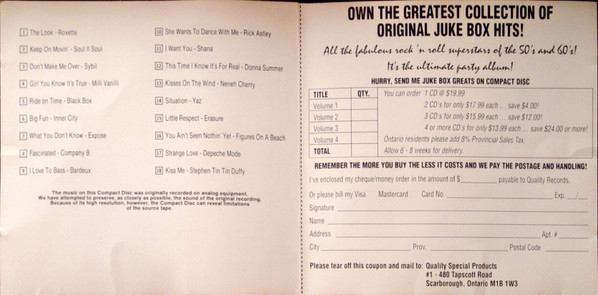 1 The Look - Roxette
2 Keep On Movin' - Soul II Soul
3 Don't Make Me Over - Sybil
4 Girl You Know It's True - Milli Vanilli
5 Ride on Time - Black Box
6 Big Fun - Inner City
7 What You Don't Know - Expose
8 Fascinated - Company B
9 I Love To Bass - Bardeux
10 She Wants To Dance With Me - Rick Astley
11 I Want You - Shana
12 This Time I Know It's For Real - Donna Summer
13 Kisses On The Wind - Neneh Cherry
14 Situation - Yaz
15 Little Respect - Erasure
16 You Ain't Seen Nothin' Yet - Figures On A Beach
17 Strange Love - Depeche Mode
18 Kiss Me - Stephen Tin Tin Duffy
The music on this Compact Disc was originally recorded on analog equipment.
We have attempted to preserve, as closely as possible, the sound of the original recording.
Because of its high resolution, however, the Compact Disc can reveal limitations
of the source tape.
OWN THE GREATEST COLLECTION OF
ORIGINAL JUKE BOX HITS!
All the fabulous rock 'n roll superstars of the 50's and 60's!
It's the ultimate party album!
HURRY, SEND ME JUKE BOX GREATS ON COMPACT DISC
TITLE QTY. You can order 1 CD @ $19.99
Volume 1 2 CD's for only $17.99 each ... save $4.00!
Volume 2 3 CD's for only $15.99 each ... save $12.00!
Volume 3 4 or more CD's for only $13.99 each ... save $24.00 or more!
Volume 4 Ontario residents please add 8% Provincial Sales Tax.
TOTAL Allow 6 - 8 weeks for delivery.
REMEMBER THE MORE YOU BUY THE LESS IT COSTS AND WE PAY THE POSTAGE AND HANDLING!
I've enclosed my cheque/money order in the amount of $ payable to Quality Records.
Or please bill my Visa Mastercard Card No. Exp. / 
Signature
Name
Address Apt. #
City Prov. Postal Code
Please tear off this coupon and mail to: Quality Special Products
#1 - 480 Tapscott Road
Scarborough, Ontario M1B 1W3